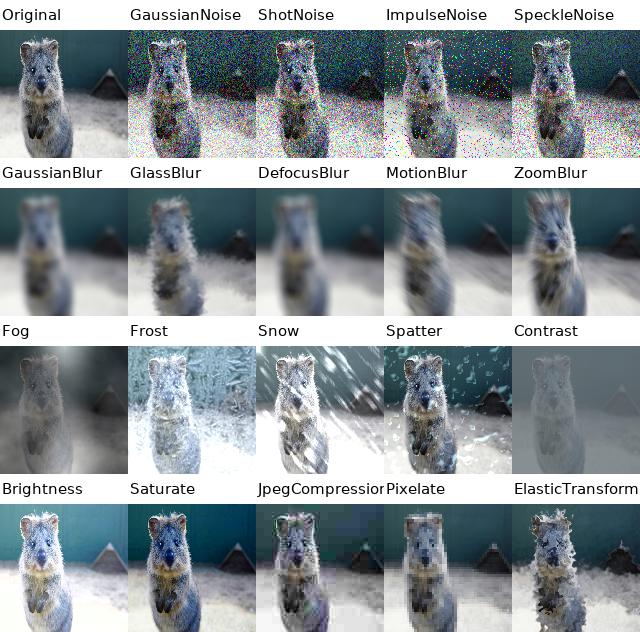 Original GaussianNoise ShotNoise ImpulseNoise SpeckleNoise
GaussianBlur GlassBlur DefocusBlur MotionBlur ZoomBlur
Fog Frost Snow Spatter Contrast
Brightness Saturate JpegCompression Pixelate ElasticTransform